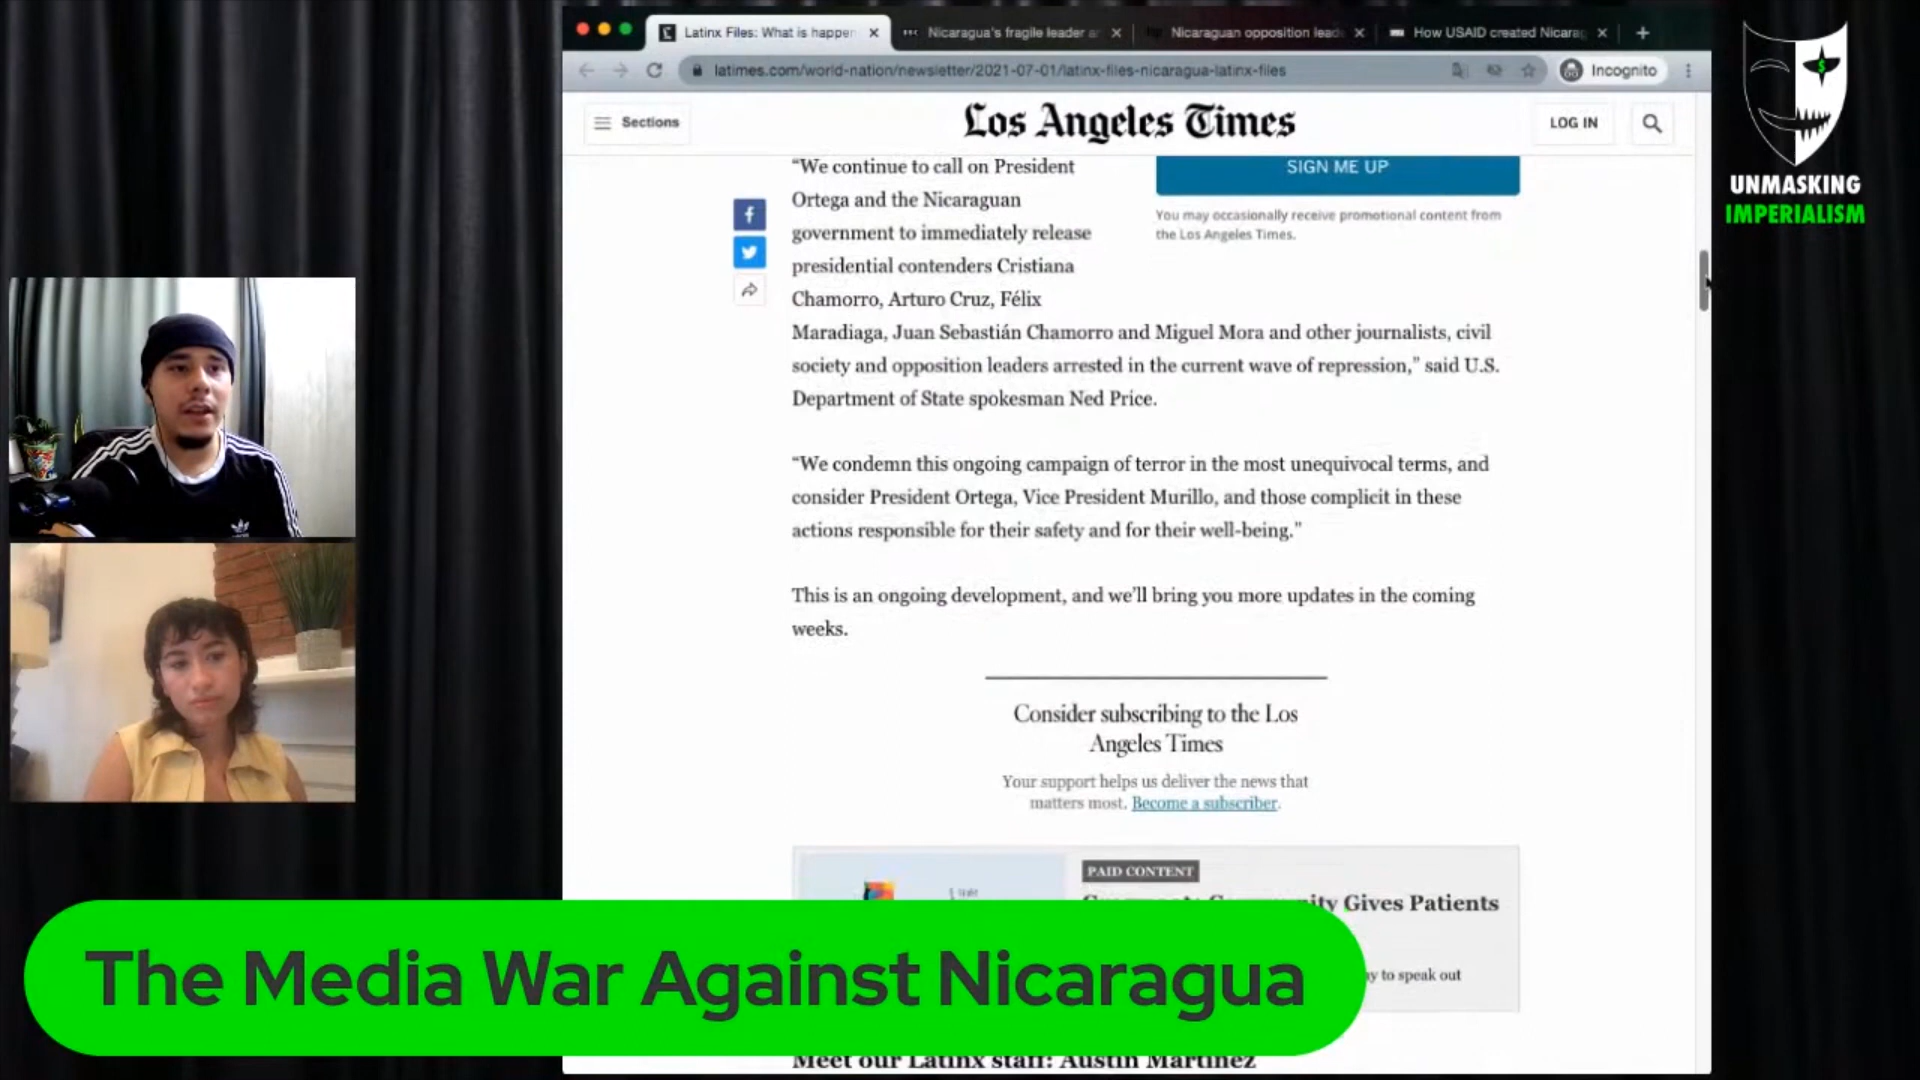 Latinx Files: What is happen
Nicaragua's fragile leader a
Nicaraguan opposition lead
How USAID created Nicarag
latimes.com/world-nation/newsletter/2021-07-01/latinx-files-nicaragua-latinx-files
Incognito
UNMASKING
IMPERIALISM
Sections
Los Angeles Times
LOG IN
“We continue to call on President
Ortega and the Nicaraguan
government to immediately release
presidential contenders Cristiana
Chamorro, Arturo Cruz, Félix
Maradiaga, Juan Sebastián Chamorro and Miguel Mora and other journalists, civil
society and opposition leaders arrested in the current wave of repression,” said U.S.
Department of State spokesman Ned Price.
SIGN ME UP
You may occasionally receive promotional content from
the Los Angeles Times.
“We condemn this ongoing campaign of terror in the most unequivocal terms, and
consider President Ortega, Vice President Murillo, and those complicit in these
actions responsible for their safety and for their well-being.”
This is an ongoing development, and we’ll bring you more updates in the coming
weeks.
Consider subscribing to the Los
Angeles Times
Your support helps us deliver the news that
matters most. Become a subscriber.
PAID CONTENT
Gives Patients
to speak out
The Media War Against Nicaragua
Meet our Latinx staff: Austin Martinez